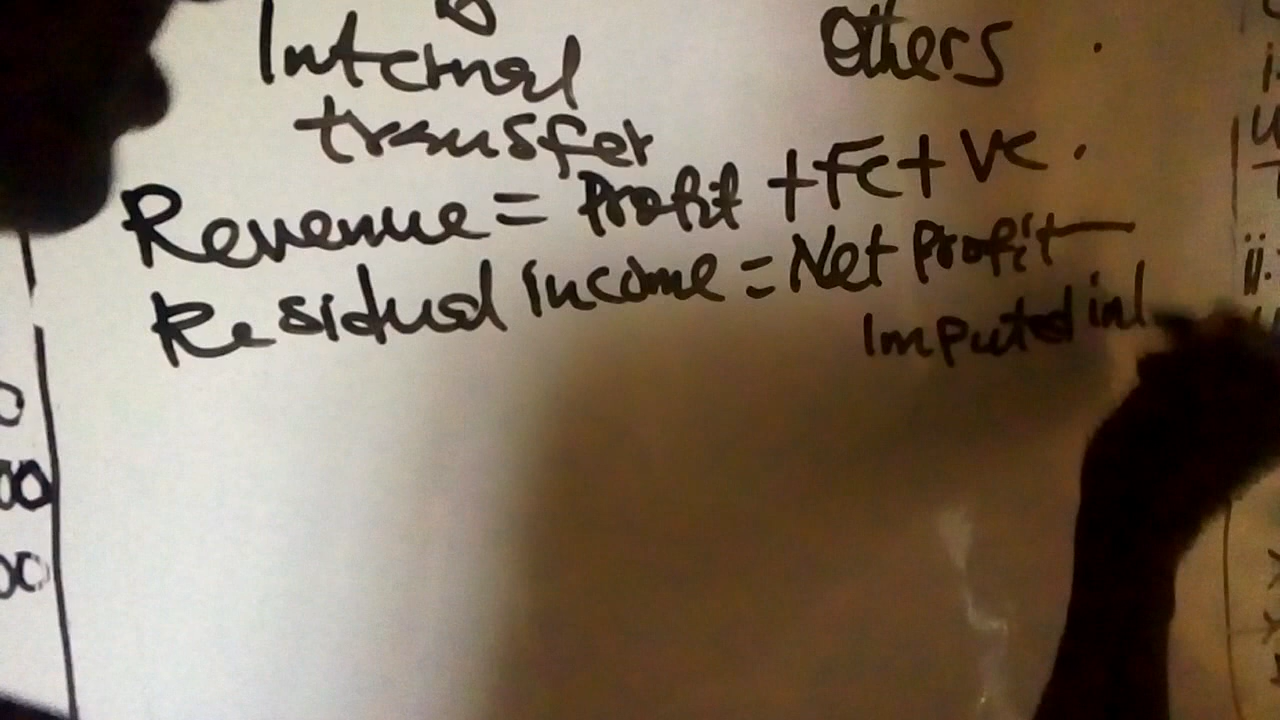 Internal Others
transfer
Revenue = Profit + FC + VC.
Residual income = Net Profit -
Imputed int